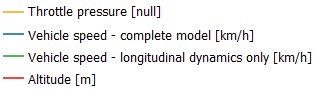 Throttle pressure [null]
Vehicle speed - complete model [km/h]
Vehicle speed - longitudinal dynamics only [km/h]
Altitude [m]